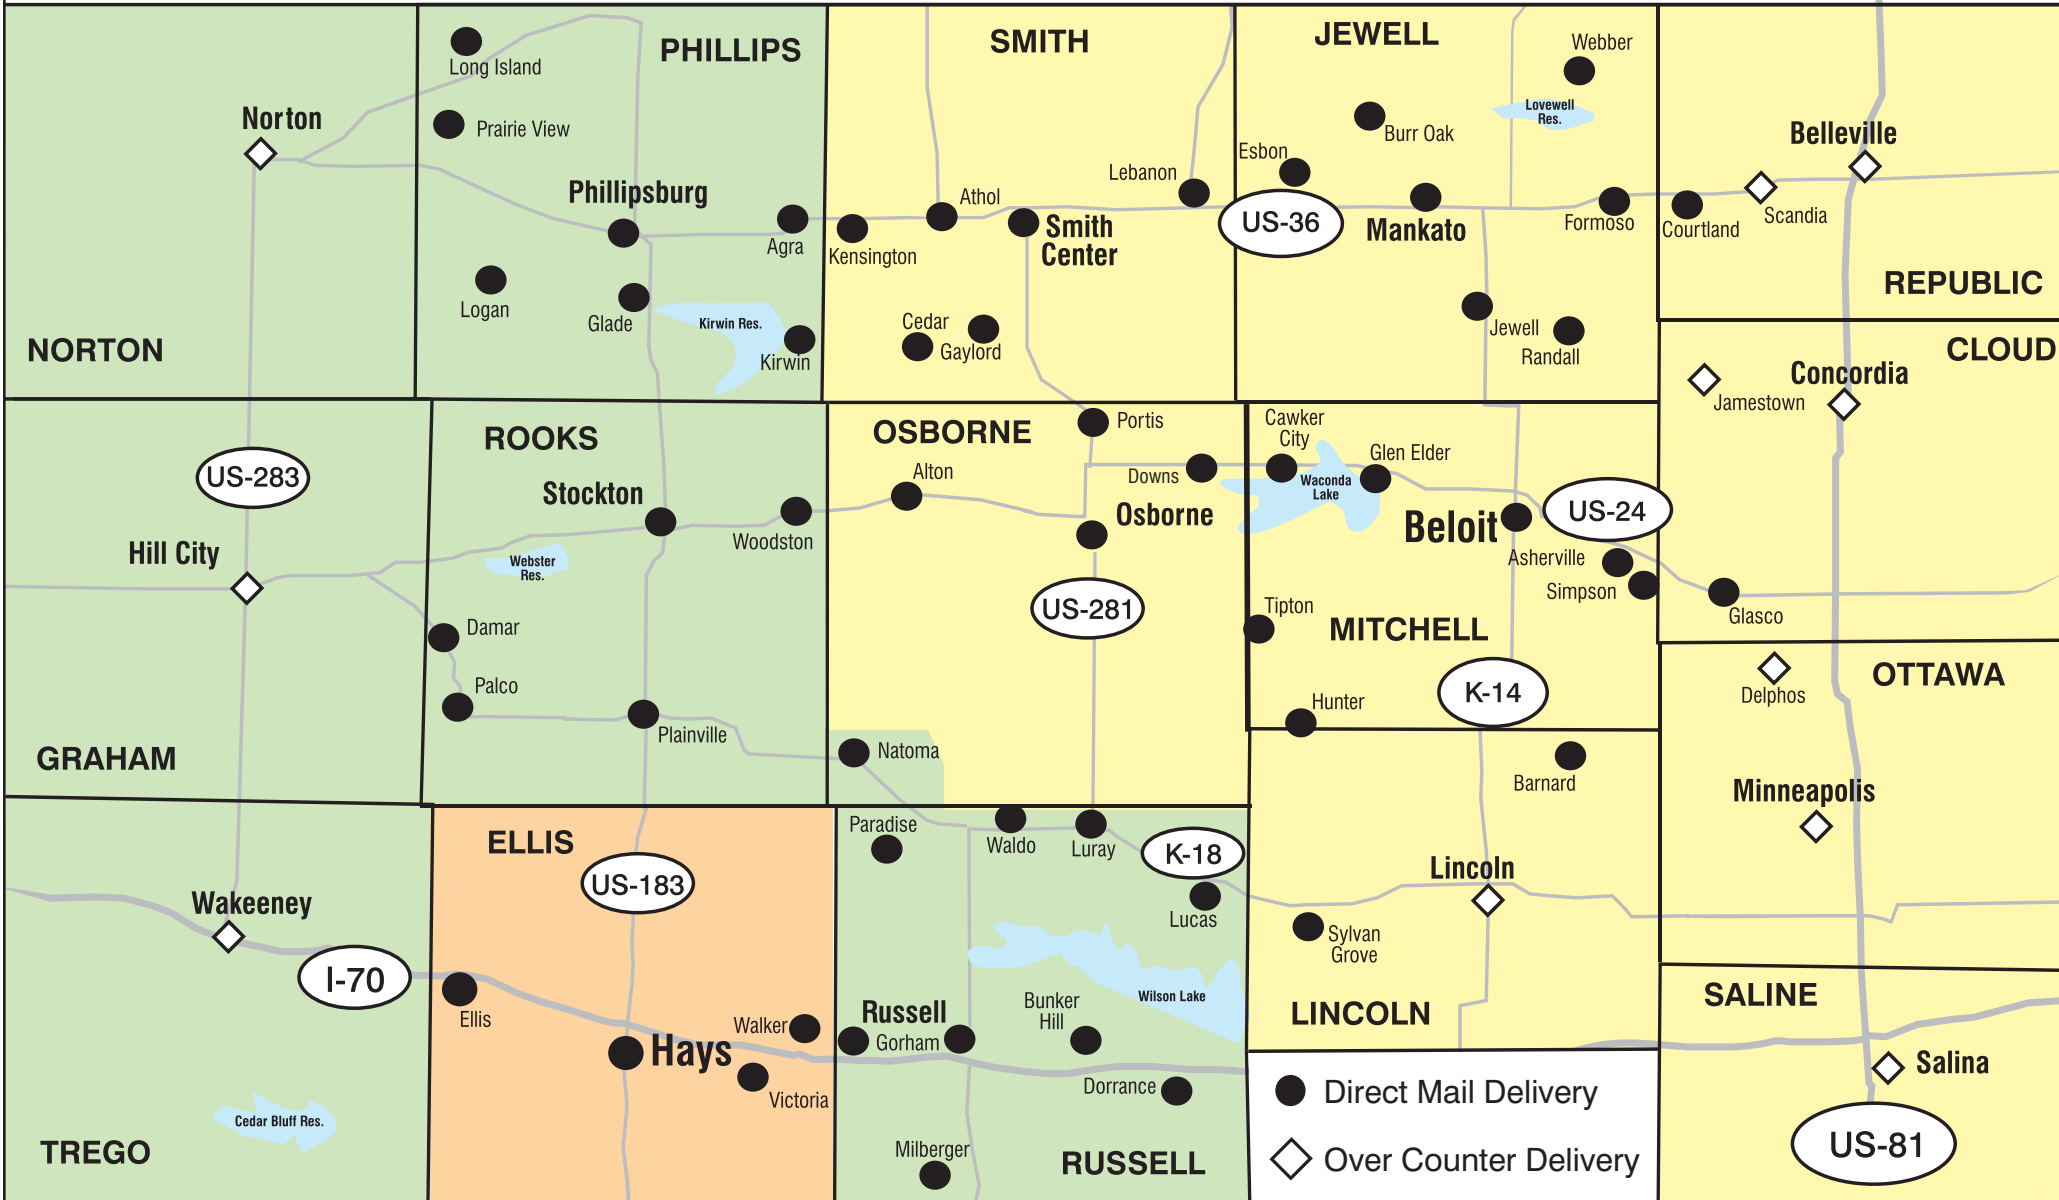 NORTON
Norton
PHILLIPS
Long Island
Prairie View
Phillipsburg
Agra
Logan
Glade
Kirwin Res.
Kirwin
SMITH
Lebanon
Athol
Kensington
Smith
Center
Cedar
Gaylord
JEWELL
Webber
Lovewell
Res.
Burr Oak
Esbon
US-36
Mankato
Formoso
Jewell
Randall
Belleville
Scandia
Courtland
REPUBLIC
CLOUD
Concordia
Jamestown
Glasco
US-283
Hill City
GRAHAM
ROOKS
Stockton
Woodston
Webster
Res.
Damar
Palco
Plainville
OSBORNE
Portis
Alton
Downs
Osborne
US-281
Natoma
Cawker
City
Glen Elder
Waconda
Lake
Beloit
US-24
Asherville
Simpson
Tipton
MITCHELL
K-14
Hunter
OTTAWA
Delphos
Minneapolis
Wakeeney
I-70
Cedar Bluff Res.
TREGO
ELLIS
US-183
Ellis
Walker
Hays
Victoria
Paradise
Waldo
Luray
K-18
Lucas
Wilson Lake
Russell
Gorham
Bunker
Hill
Dorrance
Milberger
RUSSELL
Barnard
Lincoln
Sylvan
Grove
LINCOLN
SALINE
Salina
US-81
Direct Mail Delivery
Over Counter Delivery